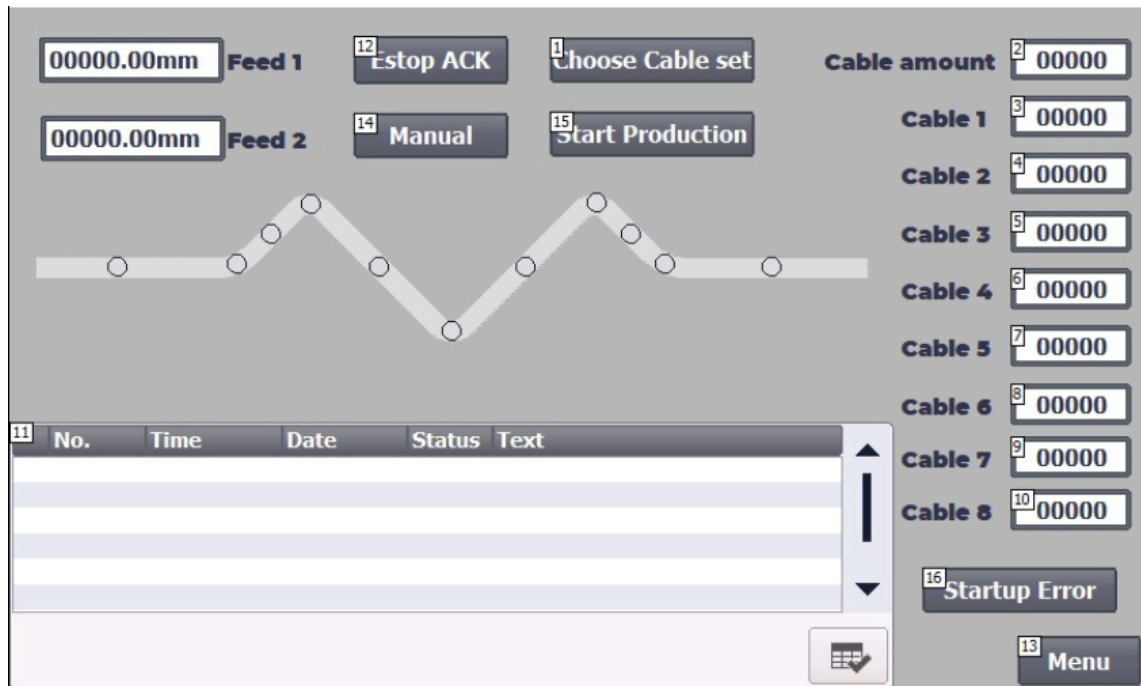 00000.00mm Feed 1 12 Estop ACK 1 Choose Cable set Cable amount 2 00000
00000.00mm Feed 2 14 Manual 15 Start Production Cable 1 3 00000
Cable 2 4 00000
Cable 3 5 00000
Cable 4 6 00000
Cable 5 7 00000
Cable 6 8 00000
11 No. Time Date Status Text
Cable 7 9 00000
Cable 8 10 00000
16 Startup Error
13 Menu